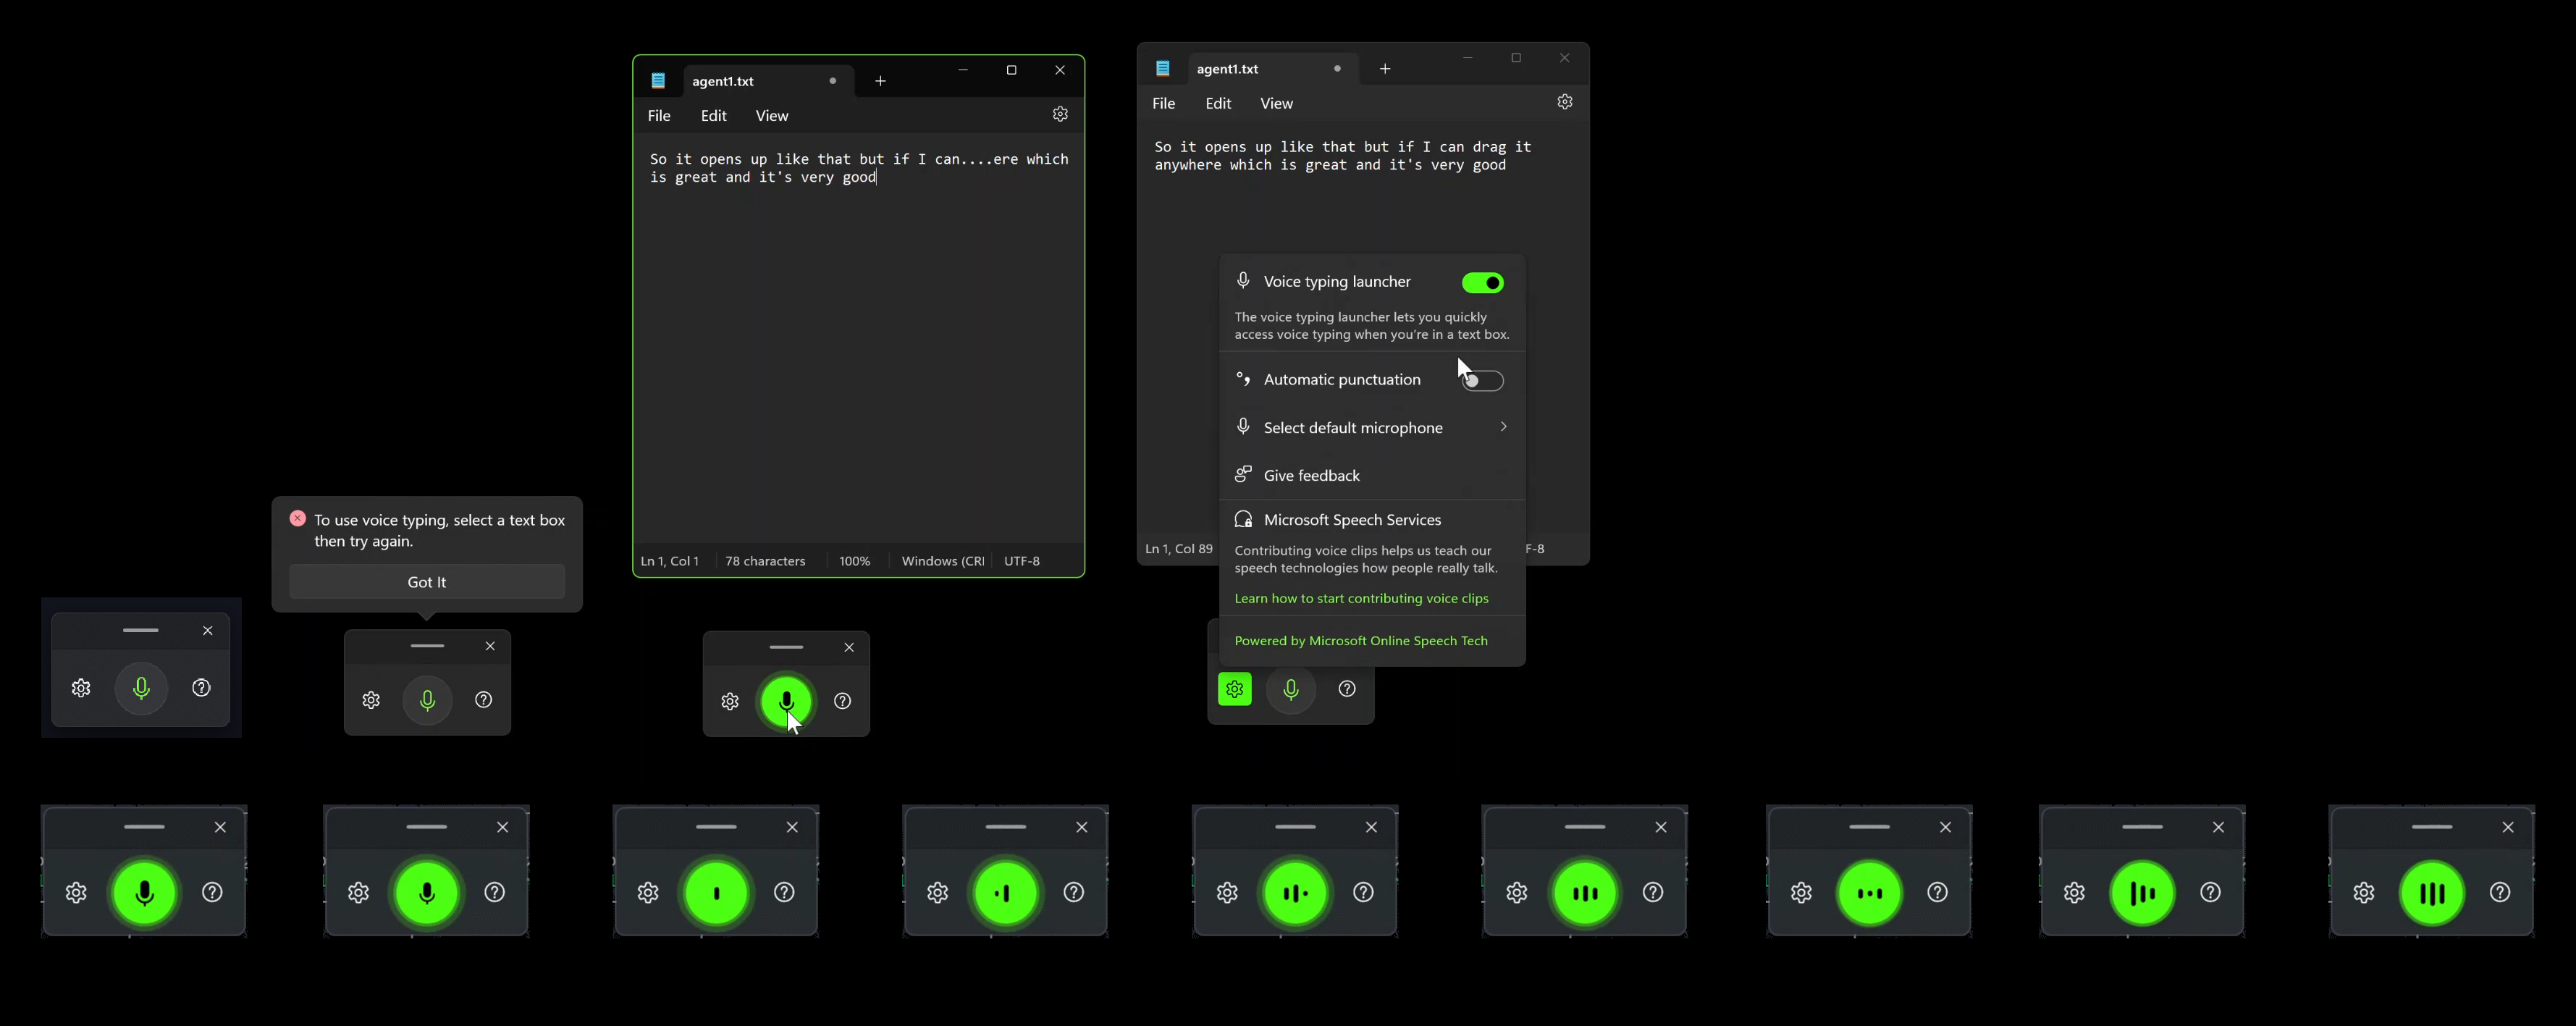 agent1.txt
File Edit View
So it opens up like that but if I can....ere which
is great and it's very good
Ln 1, Col 1 78 characters 100% Windows (CRI UTF-8
agent1.txt
File Edit View
So it opens up like that but if I can drag it
anywhere which is great and it's very good
Voice typing launcher
The voice typing launcher lets you quickly
access voice typing when you're in a text box.
Automatic punctuation
Select default microphone
Give feedback
Microsoft Speech Services
Contributing voice clips helps us teach our
speech technologies how people really talk.
Learn how to start contributing voice clips
Powered by Microsoft Online Speech Tech
Ln 1, Col 89 F-8
To use voice typing, select a text box
then try again.
Got It